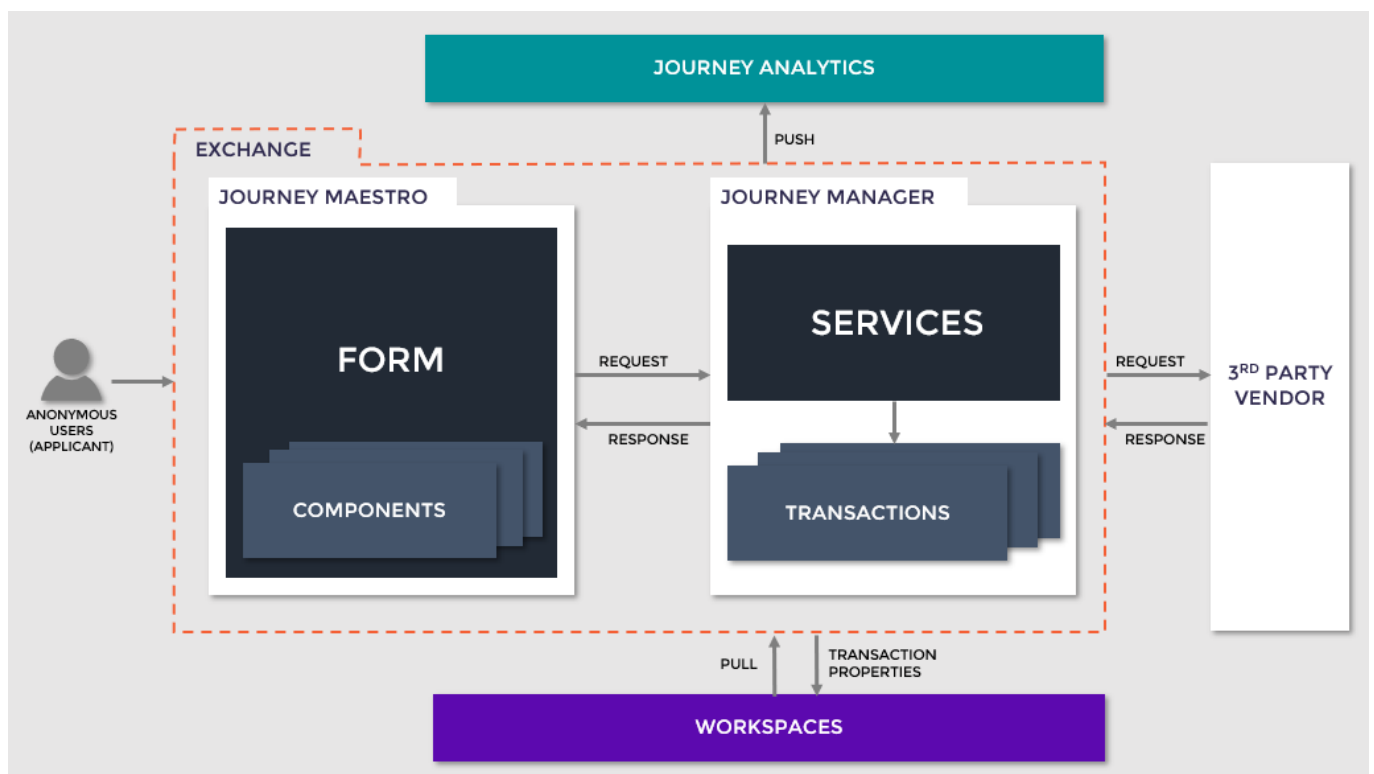 JOURNEY ANALYTICS
PUSH
EXCHANGE
JOURNEY MAESTRO
JOURNEY MANAGER
FORM
SERVICES
COMPONENTS
TRANSACTIONS
REQUEST
RESPONSE
REQUEST
RESPONSE
3RD PARTY
VENDOR
ANONYMOUS
USERS
(APPLICANT)
PULL
TRANSACTION
PROPERTIES
WORKSPACES